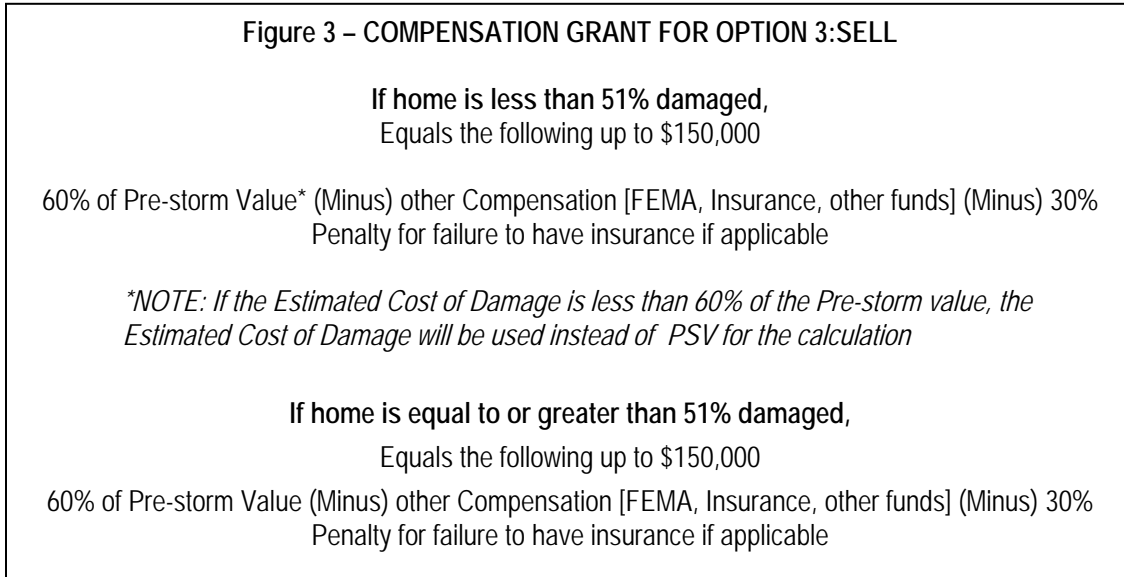 Figure 3 – COMPENSATION GRANT FOR OPTION 3:SELL
If home is less than 51% damaged,
Equals the following up to $150,000
60% of Pre-storm Value* (Minus) other Compensation [FEMA, Insurance, other funds] (Minus) 30%
Penalty for failure to have insurance if applicable
*NOTE: If the Estimated Cost of Damage is less than 60% of the Pre-storm value, the
Estimated Cost of Damage will be used instead of PSV for the calculation
If home is equal to or greater than 51% damaged,
Equals the following up to $150,000
60% of Pre-storm Value (Minus) other Compensation [FEMA, Insurance, other funds] (Minus) 30%
Penalty for failure to have insurance if applicable